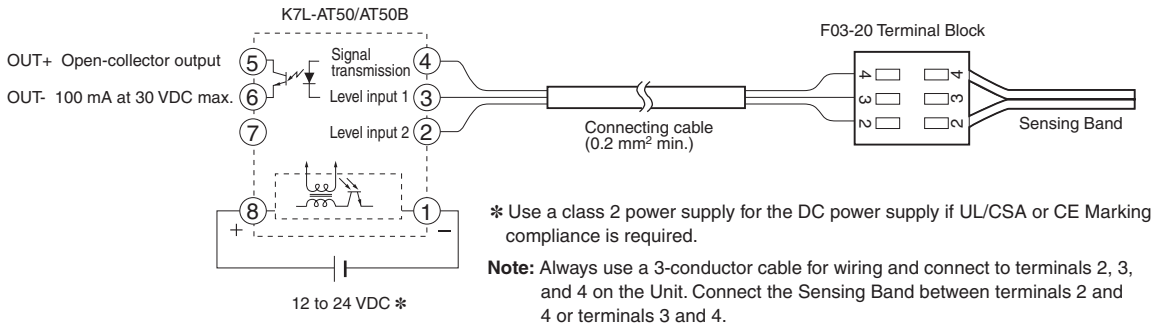 K7L-AT50/AT50B
F03-20 Terminal Block
OUT+ Open-collector output
OUT- 100 mA at 30 VDC max.
5
6
7
8
Signal
transmission
Level input 1
Level input 2
4
3
2
1
+
−
12 to 24 VDC *
Connecting cable
(0.2 mm² min.)
4
3
2
4
3
2
Sensing Band
* Use a class 2 power supply for the DC power supply if UL/CSA or CE Marking
compliance is required.
Note: Always use a 3-conductor cable for wiring and connect to terminals 2, 3,
and 4 on the Unit. Connect the Sensing Band between terminals 2 and
4 or terminals 3 and 4.